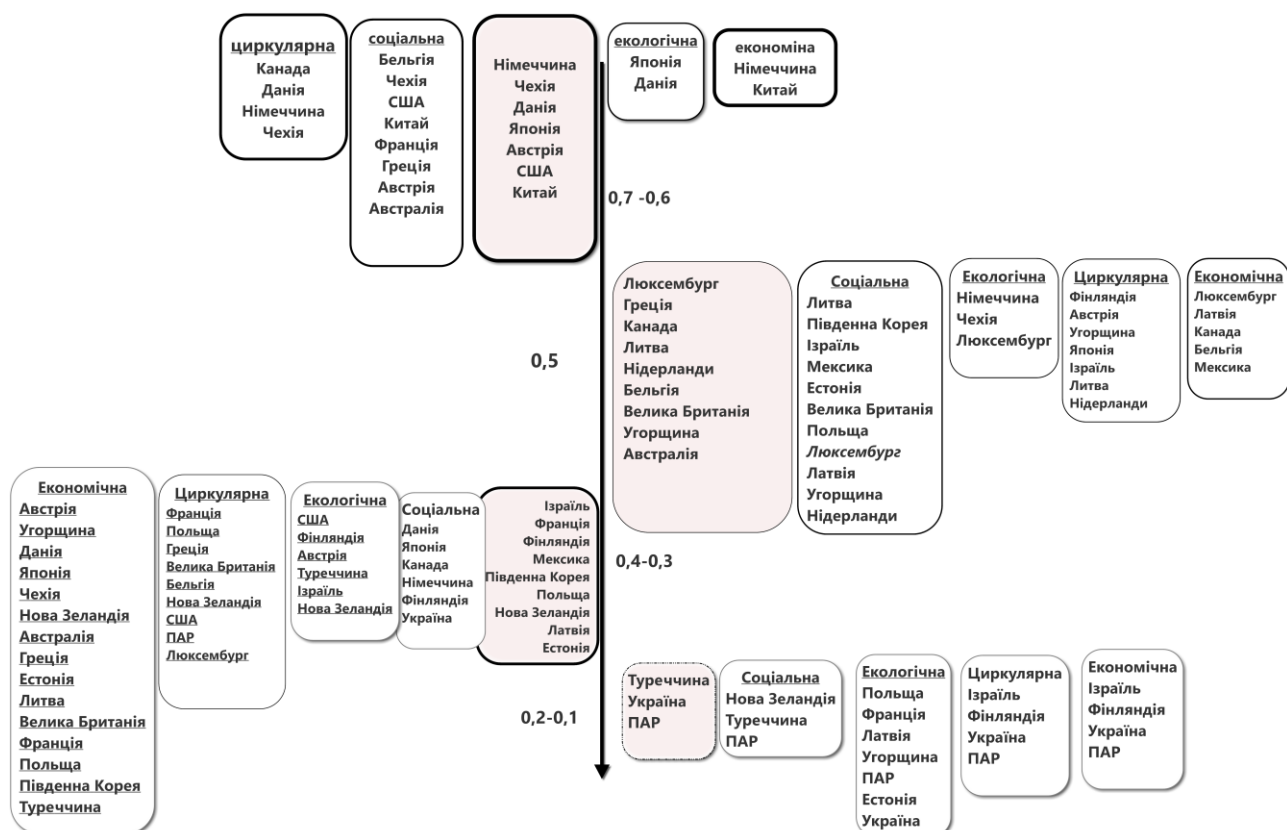 циркулярна
Канада
Данія
Німеччина
Чехія
соціальна
Бельгія
Чехія
США
Китай
Франція
Греція
Австрія
Австралія
Німеччина
Чехія
Данія
Японія
Австрія
США
Китай
екологічна
Японія
Данія
економіна
Німеччина
Китай
0,7 -0,6
Люксембург
Греція
Канада
Литва
Нідерланди
Бельгія
Велика Британія
Угорщина
Австралія
Соціальна
Литва
Південна Корея
Ізраїль
Мексика
Естонія
Велика Британія
Польща
Люксембург
Латвія
Угорщина
Нідерланди
Екологічна
Німеччина
Чехія
Люксембург
Циркулярна
Фінляндія
Австрія
Угорщина
Японія
Ізраїль
Литва
Нідерланди
Економічна
Люксембург
Латвія
Канада
Бельгія
Мексика
0,5
Економічна
Австрія
Угорщина
Данія
Японія
Чехія
Нова Зеландія
Австралія
Греція
Естонія
Литва
Велика Британія
Франція
Польща
Південна Корея
Туреччина
Циркулярна
Франція
Польща
Греція
Велика Британія
Бельгія
Нова Зеландія
США
ПАР
Люксембург
Екологічна
США
Фінляндія
Австрія
Туреччина
Ізраїль
Нова Зеландія
Соціальна
Данія
Японія
Канада
Німеччина
Фінляндія
Україна
Ізраїль
Франція
Фінляндія
Мексика
Південна Корея
Польща
Нова Зеландія
Латвія
Естонія
0,4-0,3
0,2-0,1
Туреччина
Україна
ПАР
Соціальна
Нова Зеландія
Туреччина
ПАР
Екологічна
Польща
Франція
Латвія
Угорщина
ПАР
Естонія
Україна
Циркулярна
Ізраїль
Фінляндія
Україна
ПАР
Економічна
Ізраїль
Фінляндія
Україна
ПАР